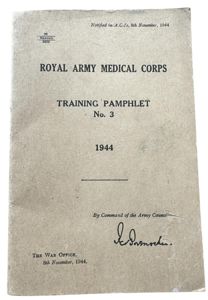 Notified in A.C.Is. 8th November, 1944
ROYAL ARMY MEDICAL CORPS
TRAINING PAMPHLET
No. 3
1944
By Command of the Army Council
THE WAR OFFICE,
8th November, 1944.